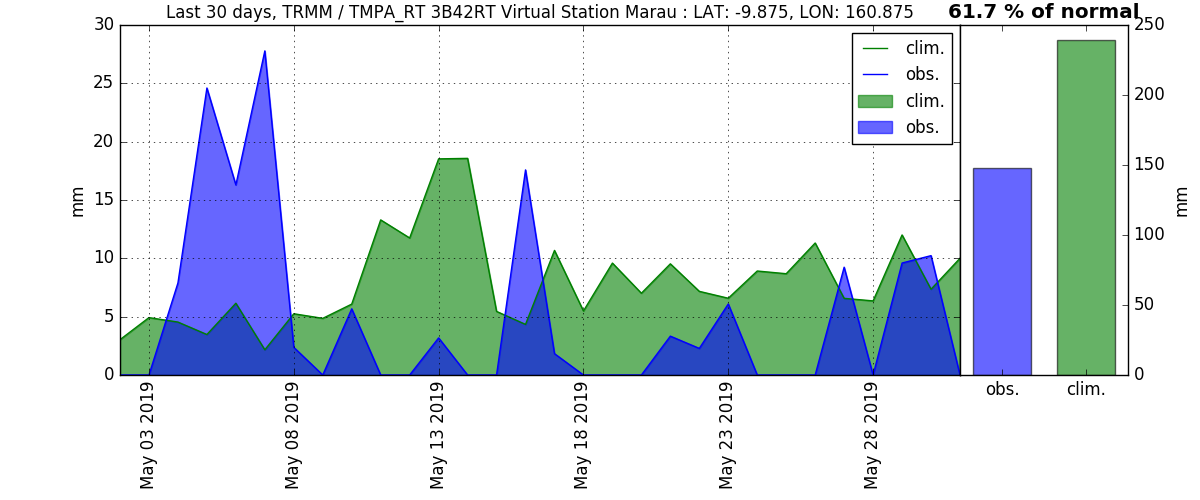 Last 30 days, TRMM / TMPA_RT 3B42RT Virtual Station Marau : LAT: -9.875, LON: 160.875
61.7 % of normal
30
25
20
15
10
5
0
mm
clim.
obs.
clim.
obs.
250
200
150
100
50
0
mm
obs.
clim.
May 03 2019
May 08 2019
May 13 2019
May 18 2019
May 23 2019
May 28 2019